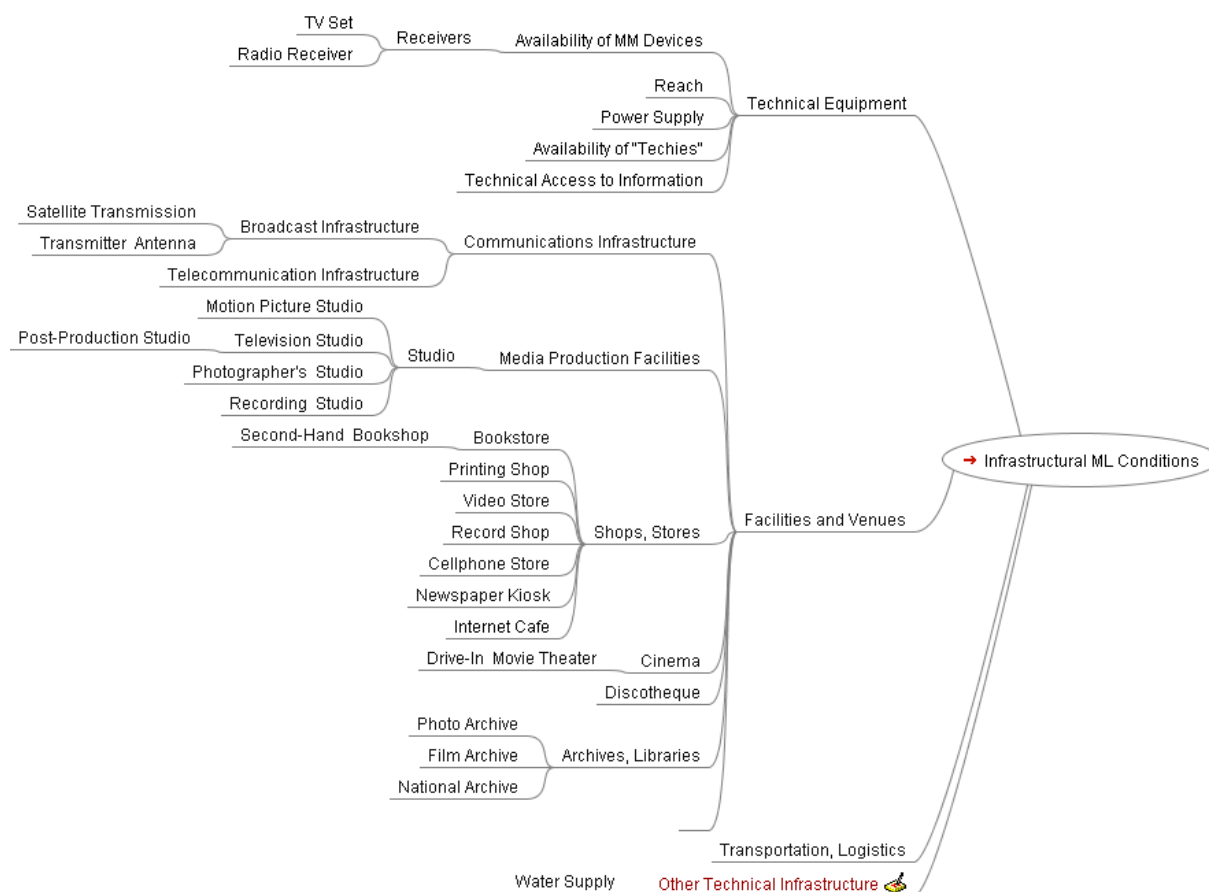 TV Set
Receivers
Availability of MM Devices
Radio Receiver
Reach
Technical Equipment
Power Supply
Availability of "Techies"
Technical Access to Information
Satellite Transmission
Broadcast Infrastructure
Transmitter Antenna
Communications Infrastructure
Telecommunication Infrastructure
Motion Picture Studio
Post-Production Studio
Television Studio
Studio
Media Production Facilities
Photographer's Studio
Recording Studio
Second-Hand Bookshop
Bookstore
Printing Shop
→ Infrastructural ML Conditions
Video Store
Facilities and Venues
Record Shop
Shops, Stores
Cellphone Store
Newspaper Kiosk
Internet Cafe
Drive-In Movie Theater
Cinema
Discotheque
Photo Archive
Film Archive
Archives, Libraries
National Archive
Transportation, Logistics
Water Supply
Other Technical Infrastructure